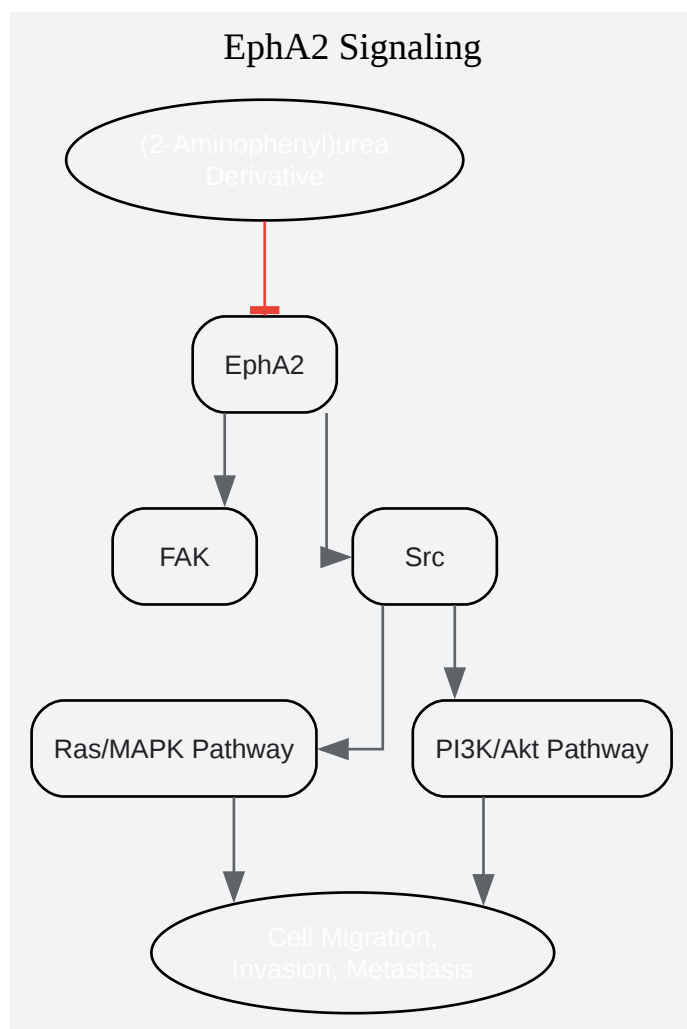 EphA2 Signaling
(2-Aminophenyl)urea
Derivative
EphA2
FAK
Src
Ras/MAPK Pathway
PI3K/Akt Pathway
Cell Migration,
Invasion, Metastasis